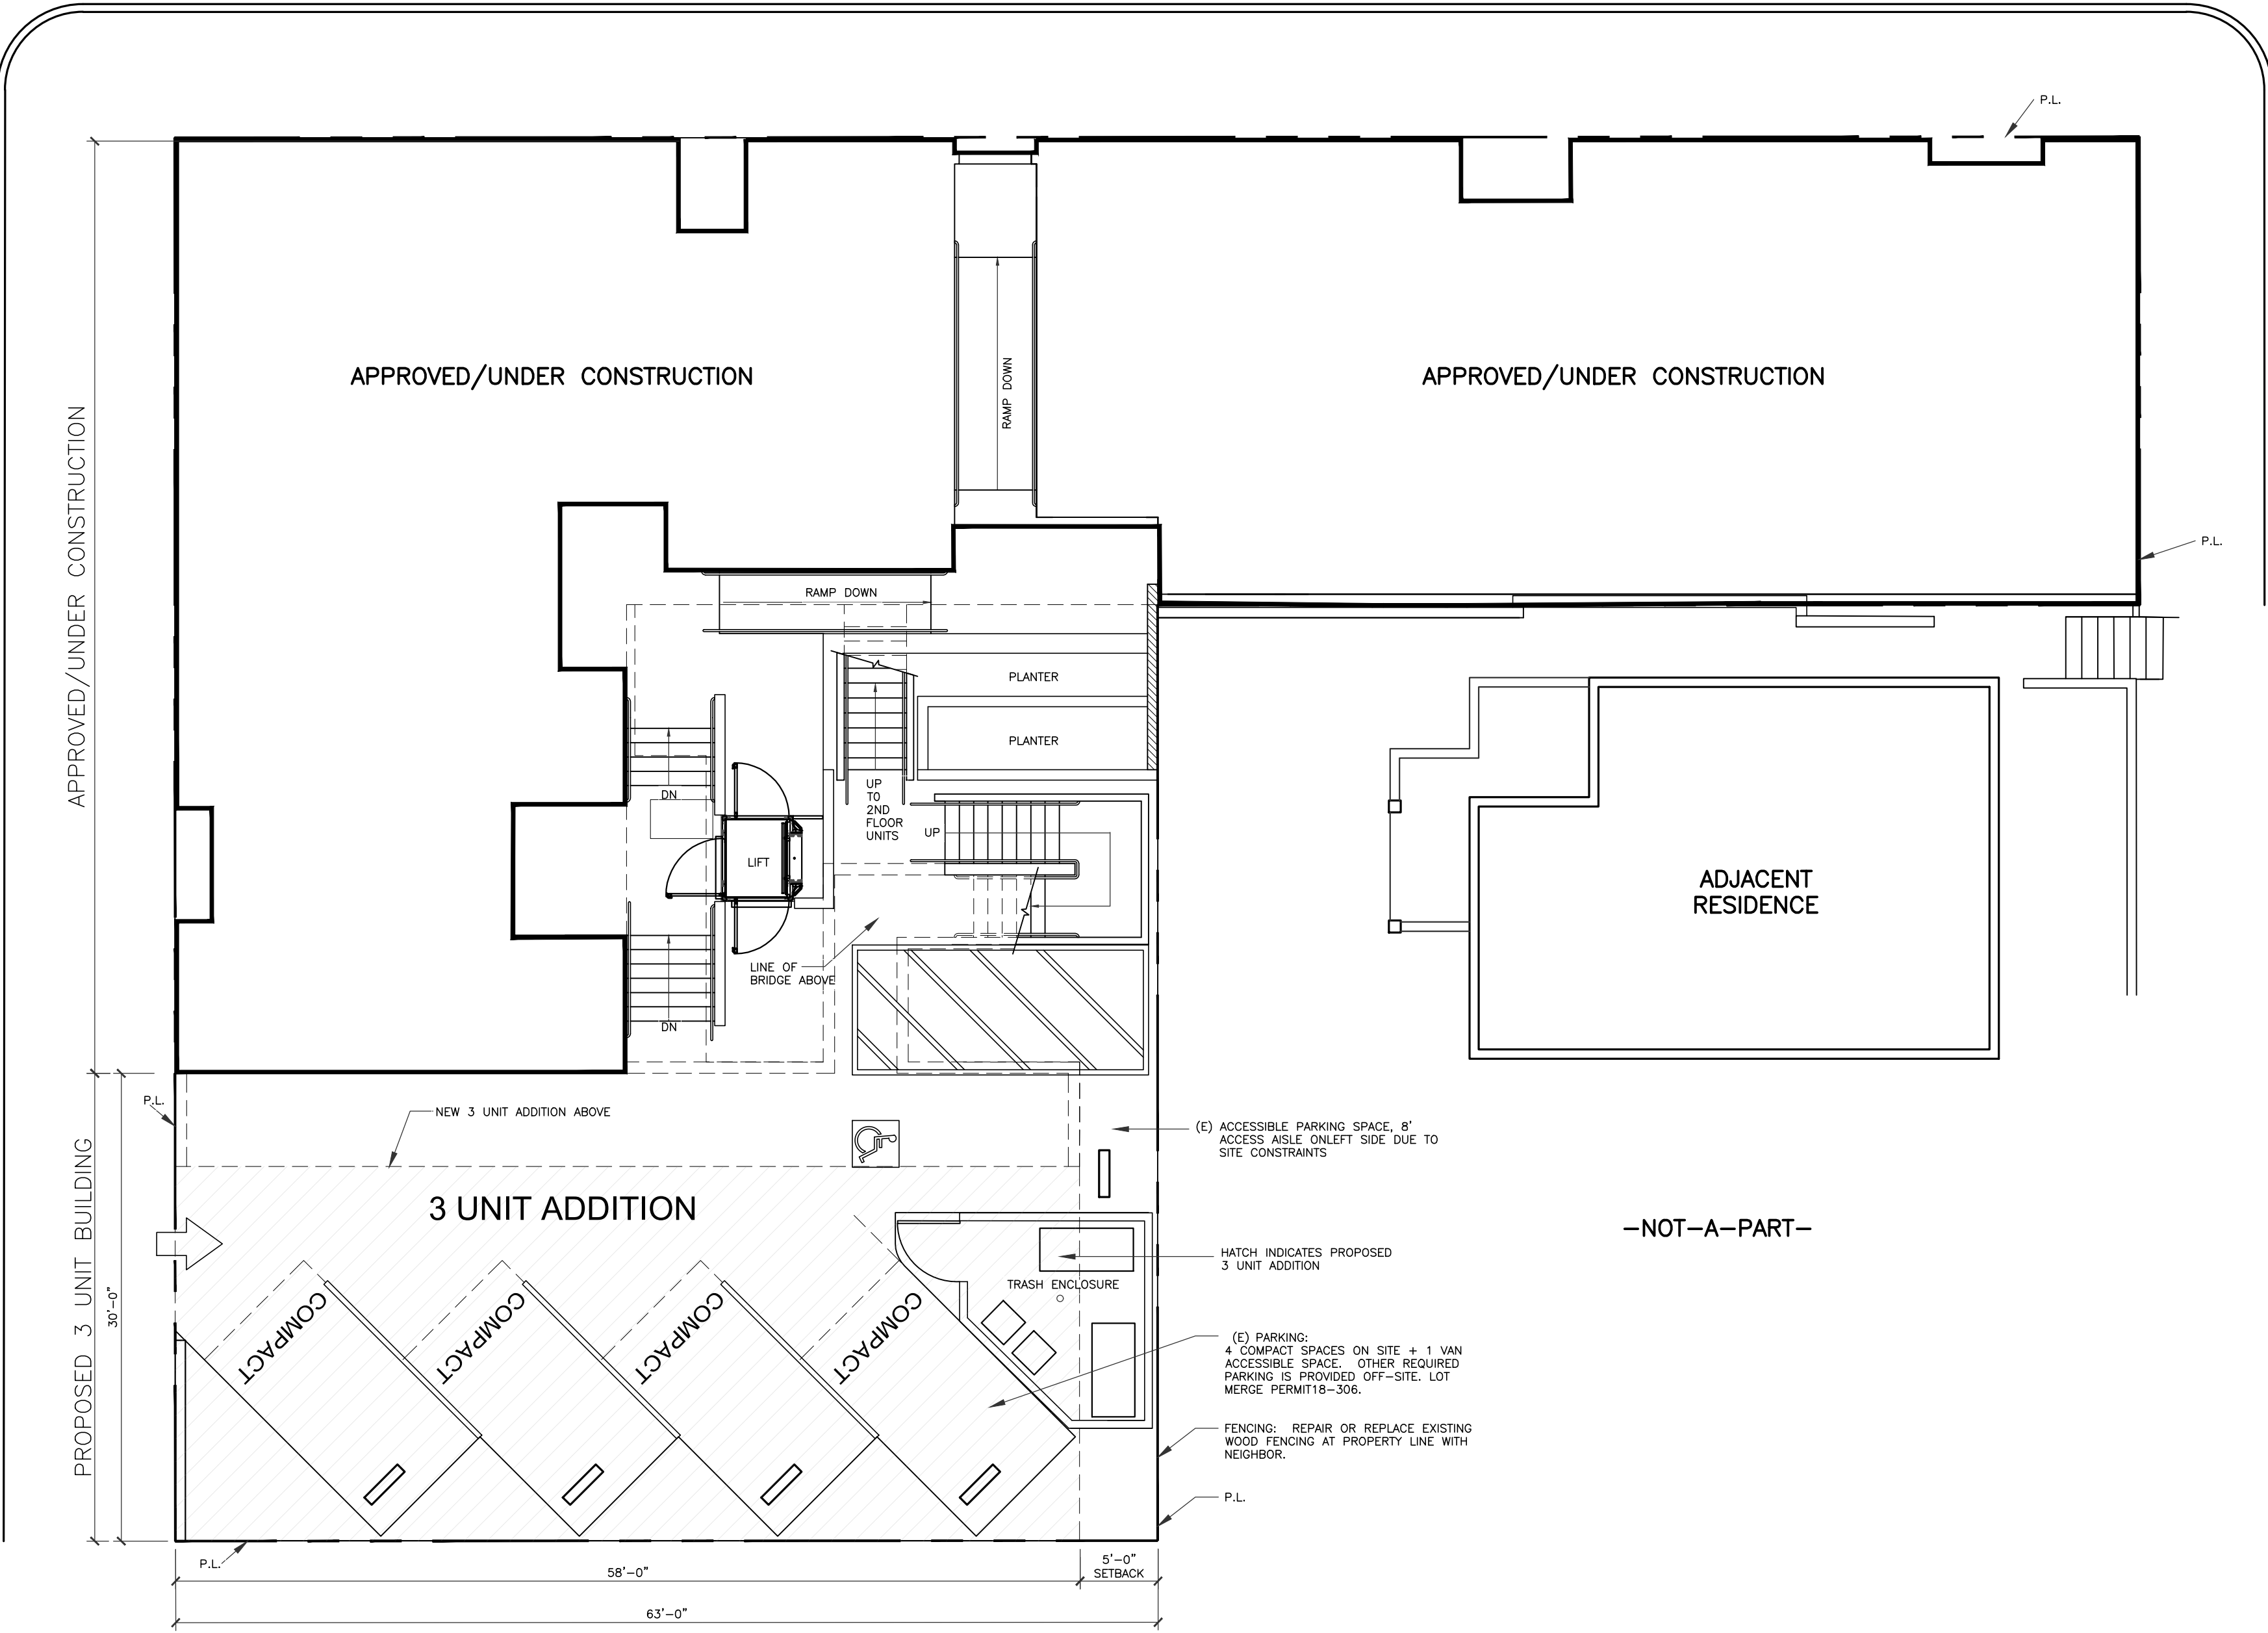 P.L.
APPROVED/UNDER CONSTRUCTION
APPROVED/UNDER CONSTRUCTION
RAMP DOWN
APPROVED/UNDER CONSTRUCTION
P.L.
RAMP DOWN
PLANTER
PLANTER
DN
UP
TO
2ND
FLOOR
UNITS
UP
LIFT
ADJACENT
RESIDENCE
LINE OF
BRIDGE ABOVE
DN
P.L.
NEW 3 UNIT ADDITION ABOVE
(E) ACCESSIBLE PARKING SPACE, 8'
ACCESS AISLE ONLEFT SIDE DUE TO
SITE CONSTRAINTS
PROPOSED 3 UNIT BUILDING
30'-0"
3 UNIT ADDITION
-NOT-A-PART-
HATCH INDICATES PROPOSED
3 UNIT ADDITION
TRASH ENCLOSURE
COMPACT
COMPACT
COMPACT
COMPACT
(E) PARKING:
4 COMPACT SPACES ON SITE + 1 VAN
ACCESSIBLE SPACE. OTHER REQUIRED
PARKING IS PROVIDED OFF-SITE. LOT
MERGE PERMIT18-306.
FENCING: REPAIR OR REPLACE EXISTING
WOOD FENCING AT PROPERTY LINE WITH
NEIGHBOR.
P.L.
P.L.
58'-0"
5'-0"
SETBACK
63'-0"